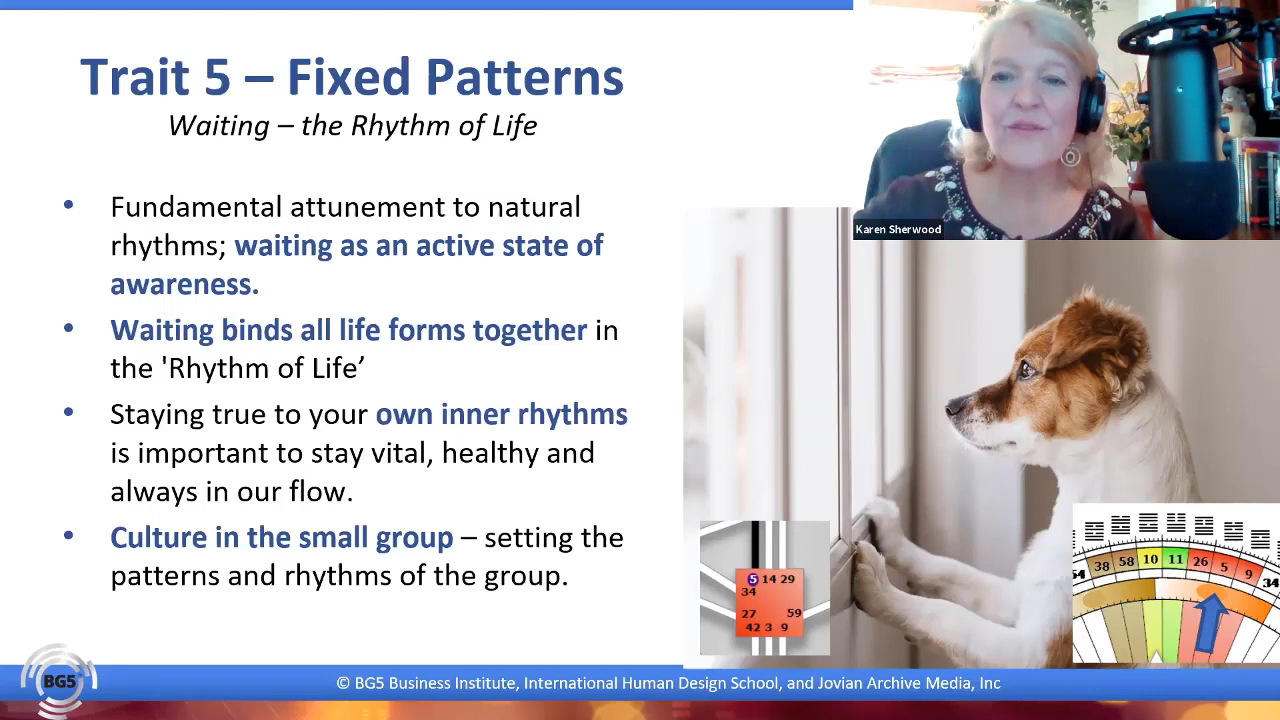 Trait 5 – Fixed Patterns
Waiting – the Rhythm of Life
• Fundamental attunement to natural
rhythms; waiting as an active state of
awareness.
• Waiting binds all life forms together in
the 'Rhythm of Life’
• Staying true to your own inner rhythms
is important to stay vital, healthy and
always in our flow.
• Culture in the small group – setting the
patterns and rhythms of the group.
Karen Sherwood
5 14 29
34
27 59
42 3 9
54 38 58 10 11 26 5 9 34
BG5
© BG5 Business Institute, International Human Design School, and Jovian Archive Media, Inc